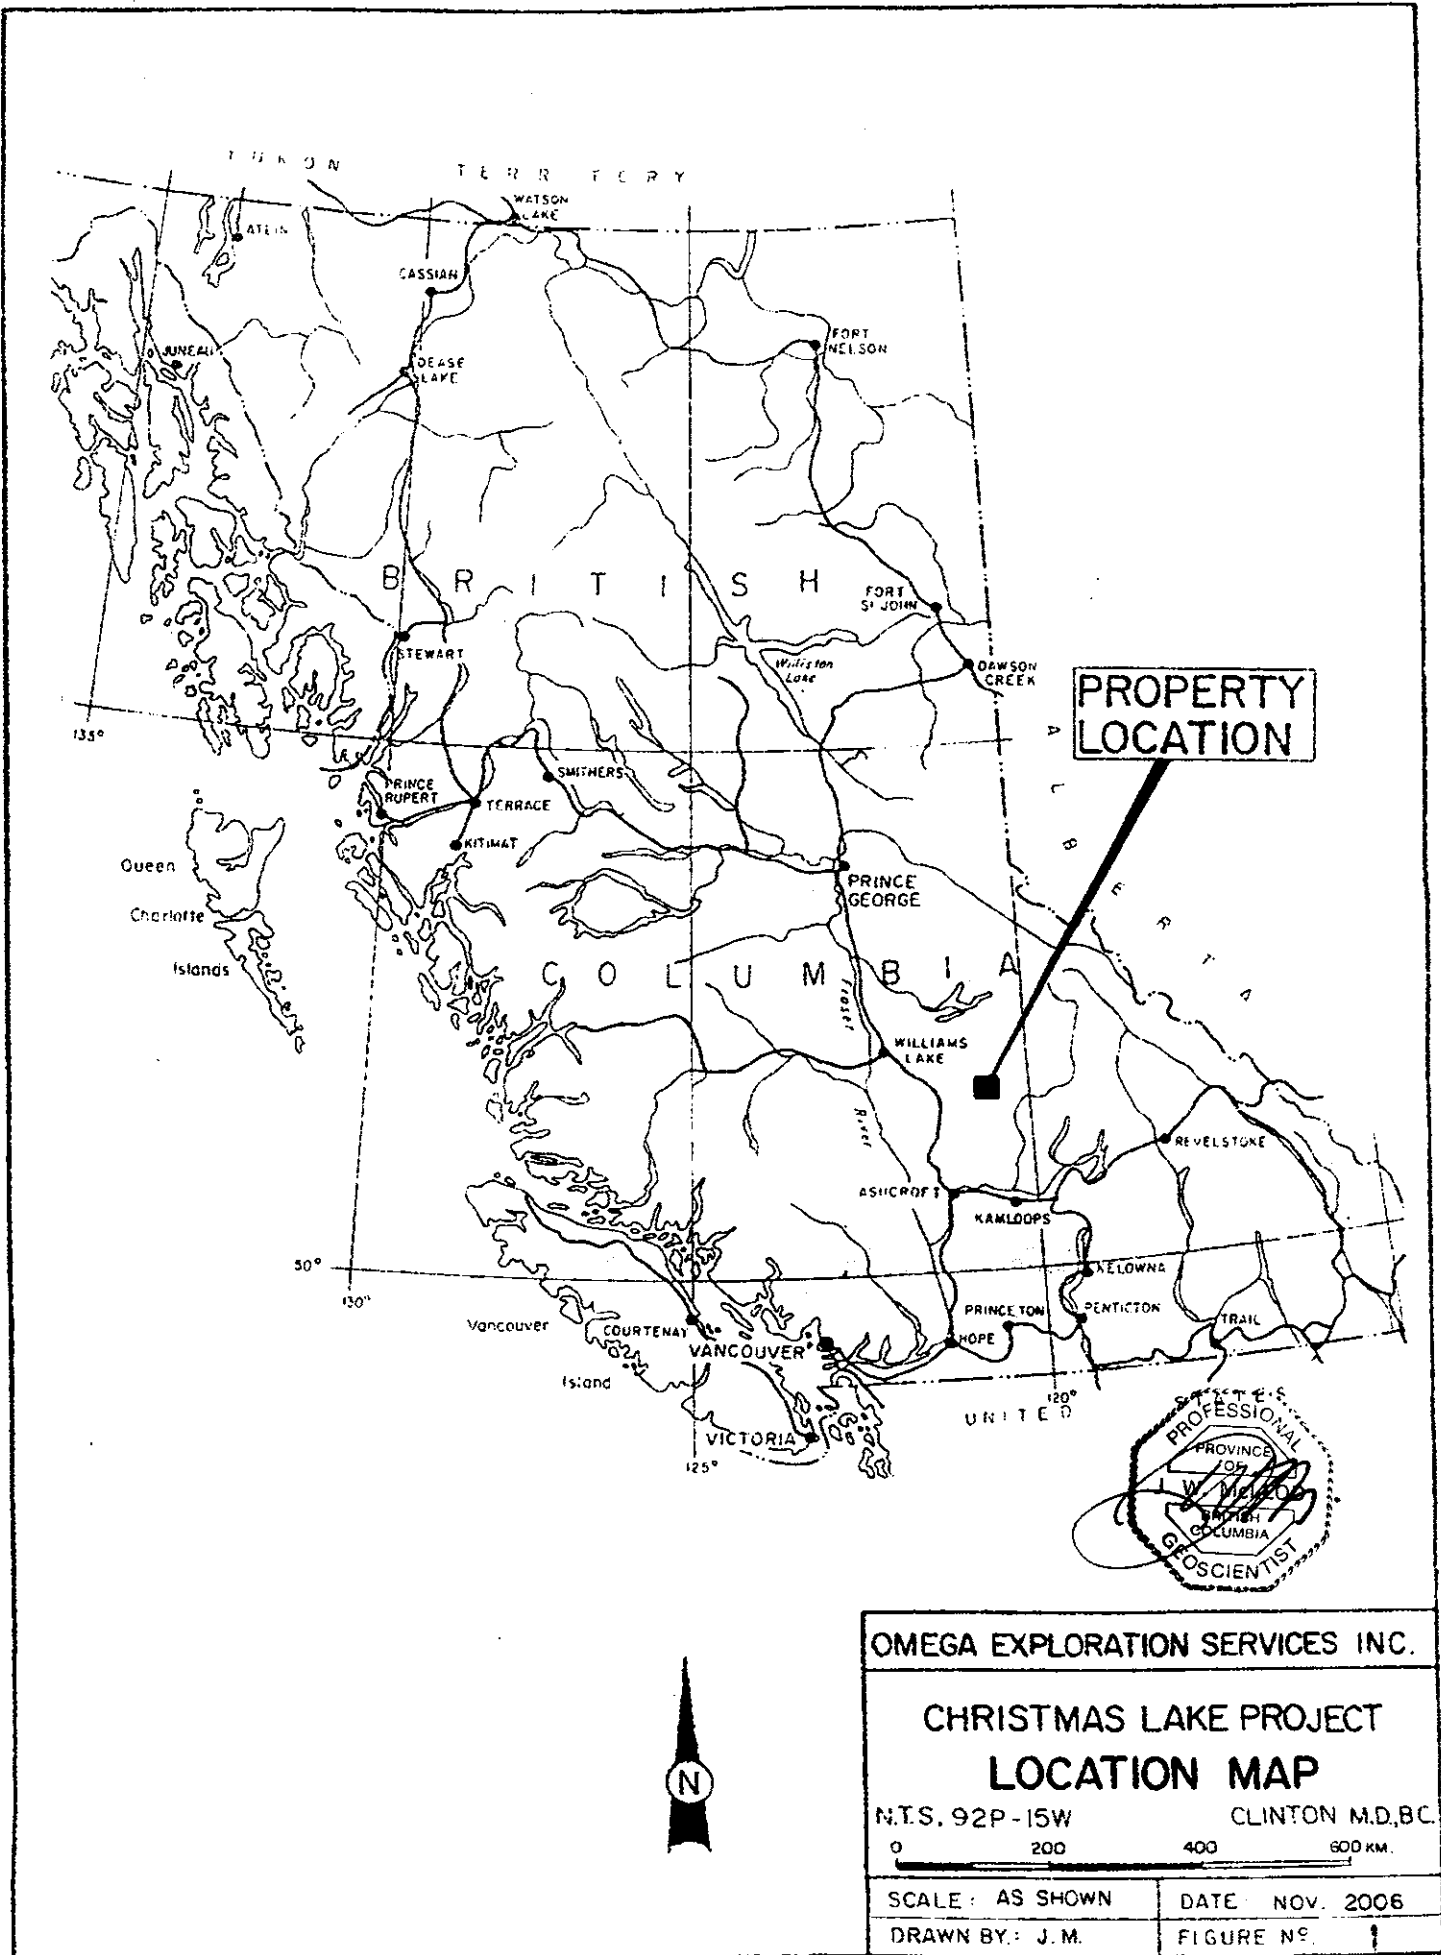 YUKON TERRITORY
WATSON
LAKE
ATLIN
CASSIAR
JUNEAU
DEASE
LAKE
FORT
NELSON
BRITISH
FORT
ST JOHN
STEWART
Williston
Lake
DAWSON
CREEK
PROPERTY
LOCATION
135°
ALBERTA
SMITHERS
PRINCE
RUPERT
TERRACE
KITIMAT
Queen
Charlotte
Islands
PRINCE
GEORGE
COLUMBIA
Fraser
River
WILLIAMS
LAKE
REVELSTOKE
ASHCROFT
KAMLOOPS
50°
130°
KELOWNA
Vancouver
Island
COURTENAY
VANCOUVER
PRINCETON
PENTICTON
HOPE
TRAIL
120°
UNITED STATES
VICTORIA
125°
PROFESSIONAL
PROVINCE
OF
J. W. McLEOD
BRITISH
COLUMBIA
GEOSCIENTIST
N
OMEGA EXPLORATION SERVICES INC.
CHRISTMAS LAKE PROJECT
LOCATION MAP
N.T.S. 92P-15W CLINTON M.D.,B.C.
0 200 400 600 KM.
SCALE: AS SHOWN DATE NOV. 2006
DRAWN BY: J.M. FIGURE Nº. 1